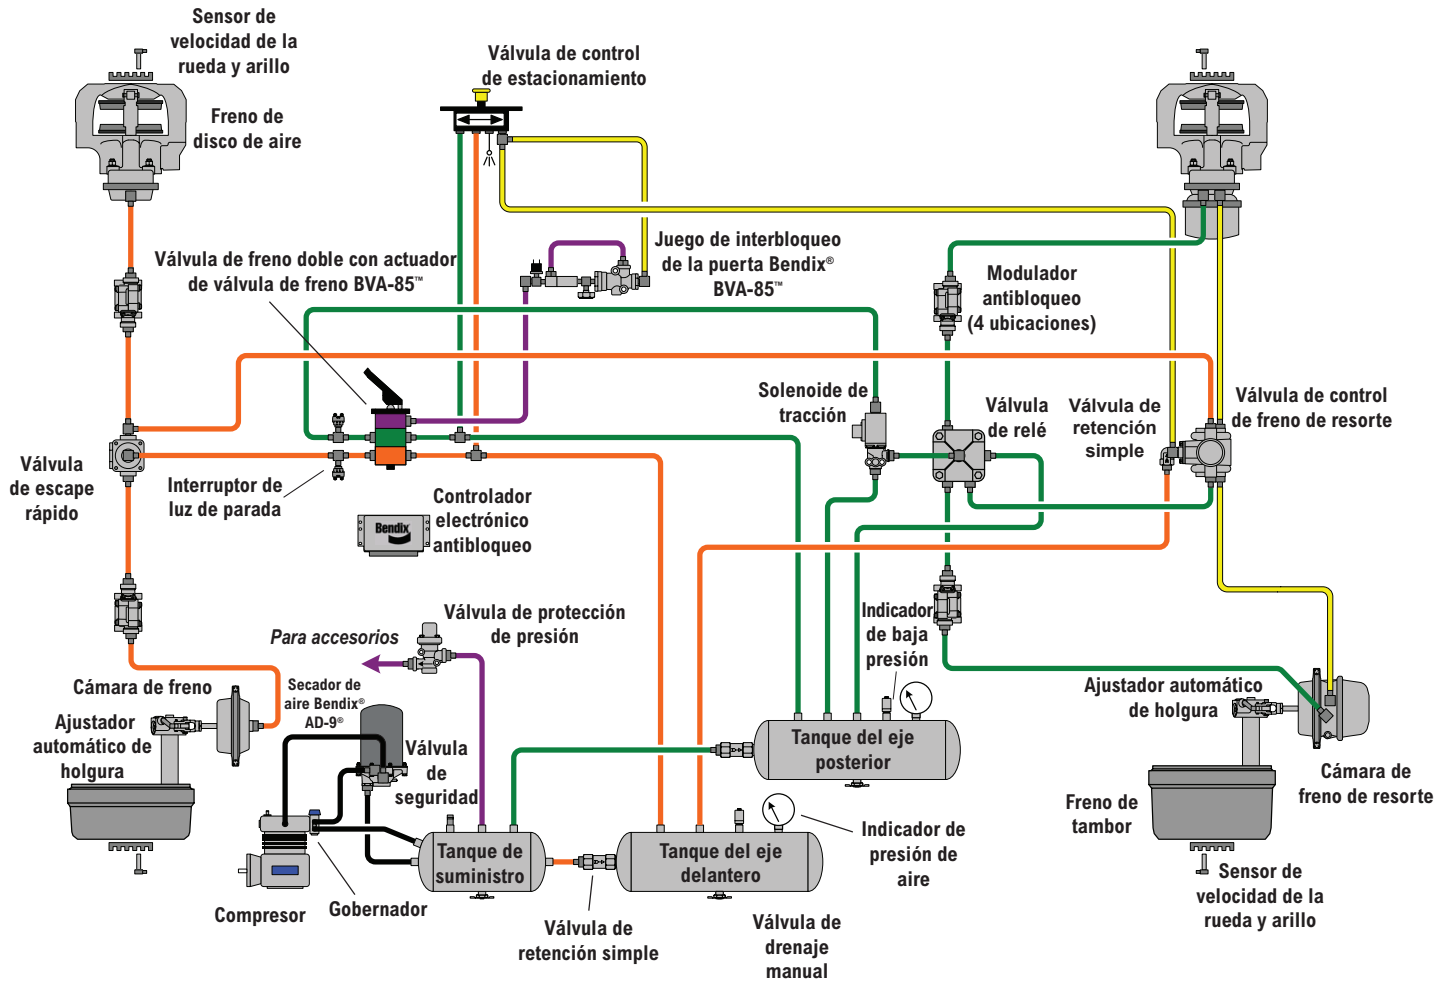 Sensor de
velocidad de la
rueda y arillo
Freno de
disco de aire
Válvula de control
de estacionamiento
Válvula de freno doble con actuador
de válvula de freno BVA-85™
Juego de interbloqueo
de la puerta Bendix®
BVA-85™
Modulador
antibloqueo
(4 ubicaciones)
Solenoide de
tracción
Válvula
de relé
Válvula de
retención
simple
Válvula de control
de freno de resorte
Válvula
de escape
rápido
Interruptor de
luz de parada
Controlador
electrónico
antibloqueo
Bendix
Válvula de protección
de presión
Para accesorios
Indicador
de baja
presión
Cámara de freno
Secador de
aire Bendix®
AD-9®
Ajustador
automático de
holgura
Válvula
de
seguridad
Tanque del eje
posterior
Ajustador automático
de holgura
Cámara de
freno de resorte
Freno de
tambor
Tanque de
suministro
Tanque del eje
delantero
Indicador de
presión de
aire
Sensor de
velocidad de la
rueda y arillo
Compresor
Gobernador
Válvula de
retención simple
Válvula de
drenaje
manual